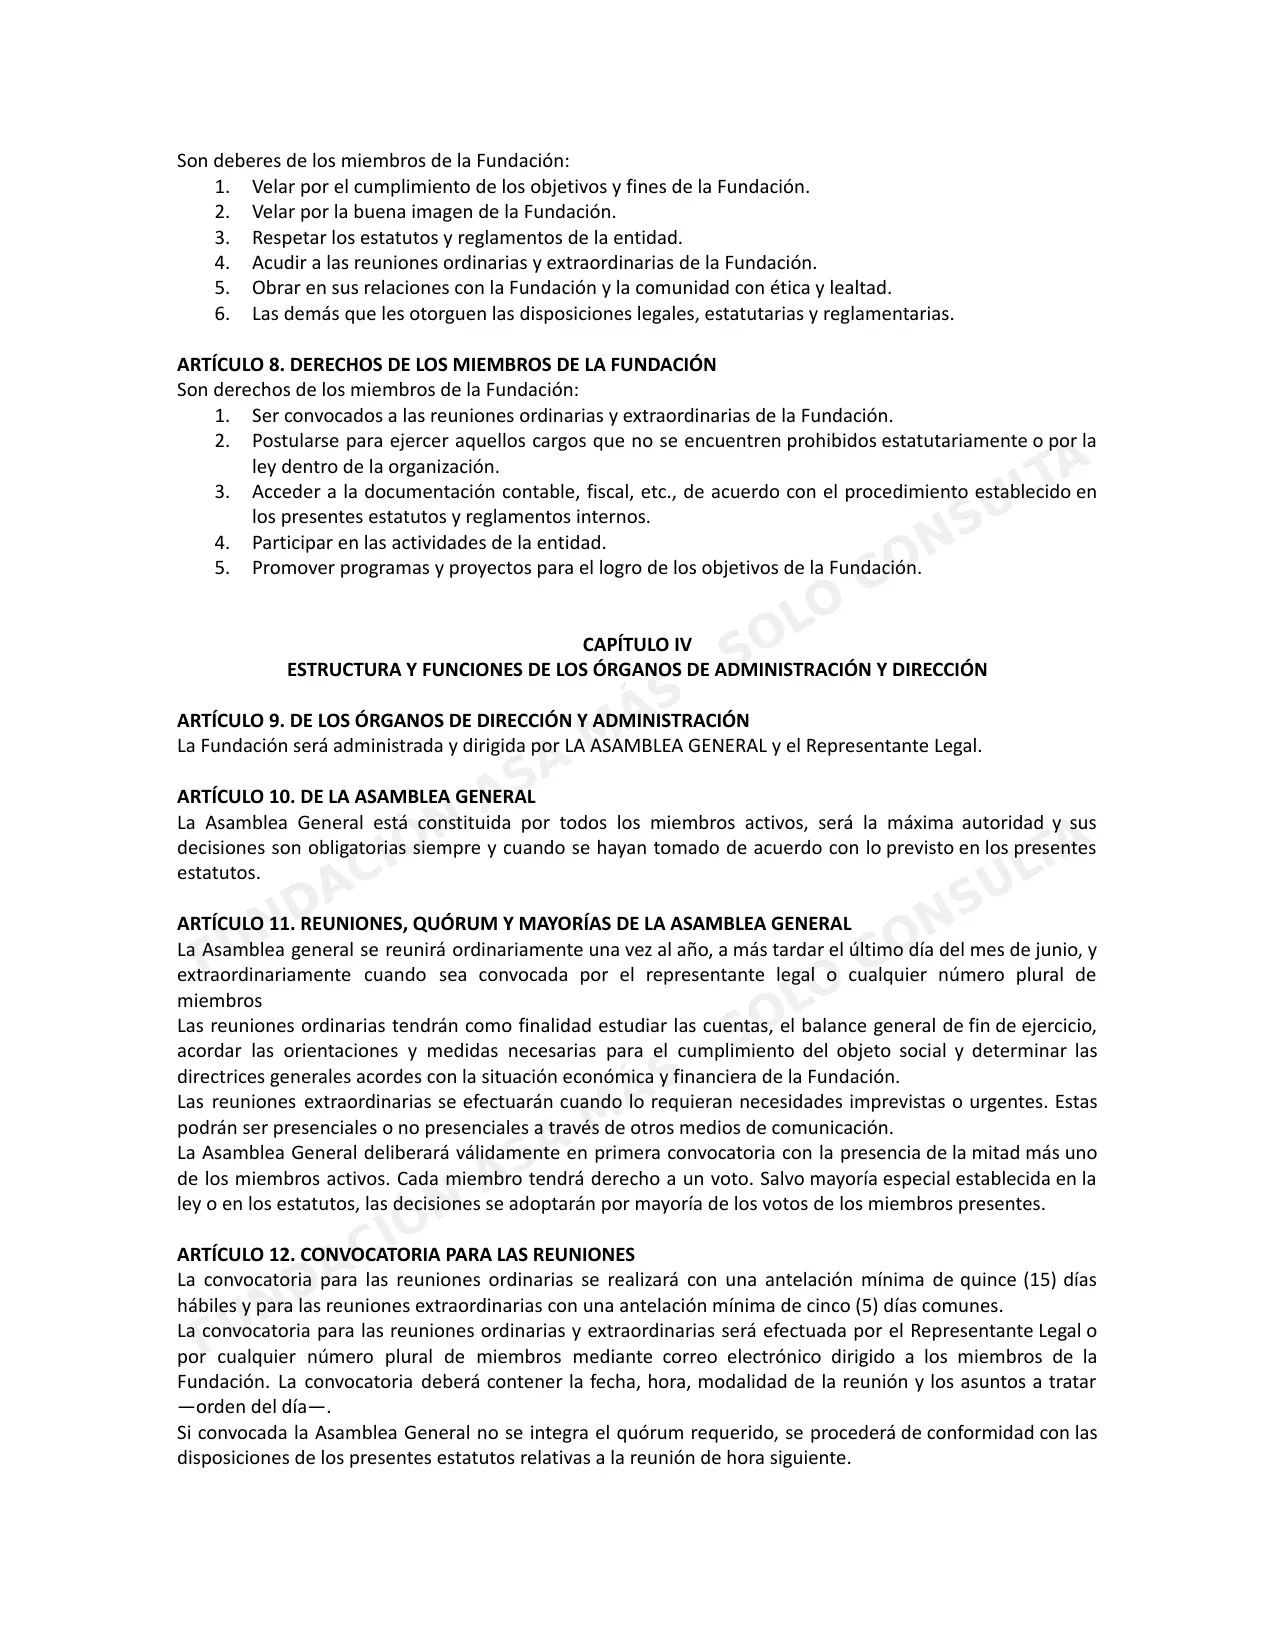 Son deberes de los miembros de la Fundación:
1. Velar por el cumplimiento de los objetivos y fines de la Fundación.
2. Velar por la buena imagen de la Fundación.
3. Respetar los estatutos y reglamentos de la entidad.
4. Acudir a las reuniones ordinarias y extraordinarias de la Fundación.
5. Obrar en sus relaciones con la Fundación y la comunidad con ética y lealtad.
6. Las demás que les otorguen las disposiciones legales, estatutarias y reglamentarias.
ARTÍCULO 8. DERECHOS DE LOS MIEMBROS DE LA FUNDACIÓN
Son derechos de los miembros de la Fundación:
1. Ser convocados a las reuniones ordinarias y extraordinarias de la Fundación.
2. Postularse para ejercer aquellos cargos que no se encuentren prohibidos estatutariamente o por la
ley dentro de la organización.
3. Acceder a la documentación contable, fiscal, etc., de acuerdo con el procedimiento establecido en
los presentes estatutos y reglamentos internos.
4. Participar en las actividades de la entidad.
5. Promover programas y proyectos para el logro de los objetivos de la Fundación.
CAPÍTULO IV
ESTRUCTURA Y FUNCIONES DE LOS ÓRGANOS DE ADMINISTRACIÓN Y DIRECCIÓN
ARTÍCULO 9. DE LOS ÓRGANOS DE DIRECCIÓN Y ADMINISTRACIÓN
La Fundación será administrada y dirigida por LA ASAMBLEA GENERAL y el Representante Legal.
ARTÍCULO 10. DE LA ASAMBLEA GENERAL
La Asamblea General está constituida por todos los miembros activos, será la máxima autoridad y sus
decisiones son obligatorias siempre y cuando se hayan tomado de acuerdo con lo previsto en los presentes
estatutos.
ARTÍCULO 11. REUNIONES, QUÓRUM Y MAYORÍAS DE LA ASAMBLEA GENERAL
La Asamblea general se reunirá ordinariamente una vez al año, a más tardar el último día del mes de junio, y
extraordinariamente cuando sea convocada por el representante legal o cualquier número plural de
miembros
Las reuniones ordinarias tendrán como finalidad estudiar las cuentas, el balance general de fin de ejercicio,
acordar las orientaciones y medidas necesarias para el cumplimiento del objeto social y determinar las
directrices generales acordes con la situación económica y financiera de la Fundación.
Las reuniones extraordinarias se efectuarán cuando lo requieran necesidades imprevistas o urgentes. Estas
podrán ser presenciales o no presenciales a través de otros medios de comunicación.
La Asamblea General deliberará válidamente en primera convocatoria con la presencia de la mitad más uno
de los miembros activos. Cada miembro tendrá derecho a un voto. Salvo mayoría especial establecida en la
ley o en los estatutos, las decisiones se adoptarán por mayoría de los votos de los miembros presentes.
ARTÍCULO 12. CONVOCATORIA PARA LAS REUNIONES
La convocatoria para las reuniones ordinarias se realizará con una antelación mínima de quince (15) días
hábiles y para las reuniones extraordinarias con una antelación mínima de cinco (5) días comunes.
La convocatoria para las reuniones ordinarias y extraordinarias será efectuada por el Representante Legal o
por cualquier número plural de miembros mediante correo electrónico dirigido a los miembros de la
Fundación. La convocatoria deberá contener la fecha, hora, modalidad de la reunión y los asuntos a tratar
—orden del día—.
Si convocada la Asamblea General no se integra el quórum requerido, se procederá de conformidad con las
disposiciones de los presentes estatutos relativas a la reunión de hora siguiente.
FUNDACIÓN ASA MÁS - SOLO CONSULTA
FUNDACIÓN ASA MÁS - SOLO CONSULTA